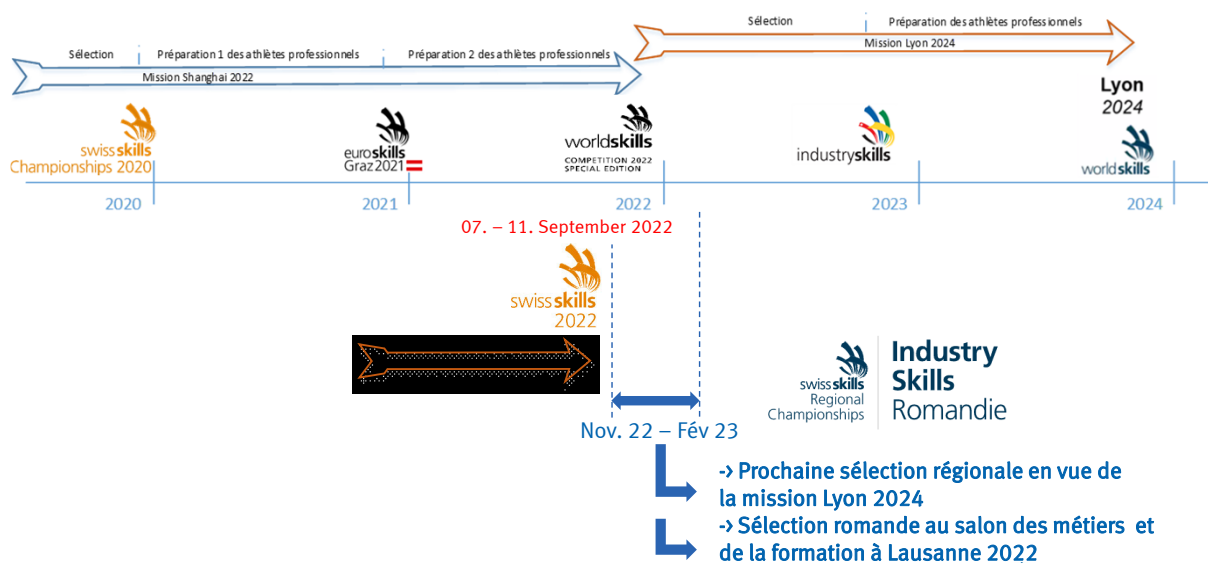 Sélection
Préparation des athlètes professionnels
Mission Lyon 2024
Sélection
Préparation 1 des athlètes professionnels
Préparation 2 des athlètes professionnels
Mission Shanghai 2022
swissskills
Championships 2020
euroskills
Graz2021
worldskills
COMPETITION 2022
SPECIAL EDITION
industryskills
Lyon
2024
worldskills
2020
2021
2022
2023
2024
07. – 11. September 2022
swissskills
2022
swissskills
Regional
Championships
Industry
Skills
Romandie
Nov. 22 – Fév 23
-> Prochaine sélection régionale en vue de
la mission Lyon 2024
-> Sélection romande au salon des métiers et
de la formation à Lausanne 2022